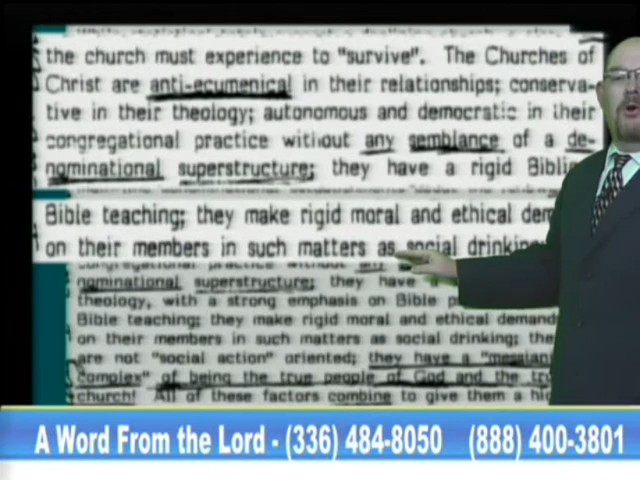 the church must experience to "survive". The Churches of
Christ are anti-ecumenical in their relationships; conserva-
tive in their theology; autonomous and democratic in their
congregational practice without any semblance of a de-
nominational superstructure; they have a rigid
Bible teaching; they make rigid moral and ethical
on their members in such matters as social
congregational practice without any
nominational superstructure; they have a
theology, with a strong emphasis on Bible
Bible teaching; they make rigid moral and ethical demand
on their members in such matters as social drinking;
are not "social action" oriented; they have a
complex" of being the true people of God and the
church! All of these factors combine to give them a
A Word From the Lord - (336) 484-8050 (888) 400-3801